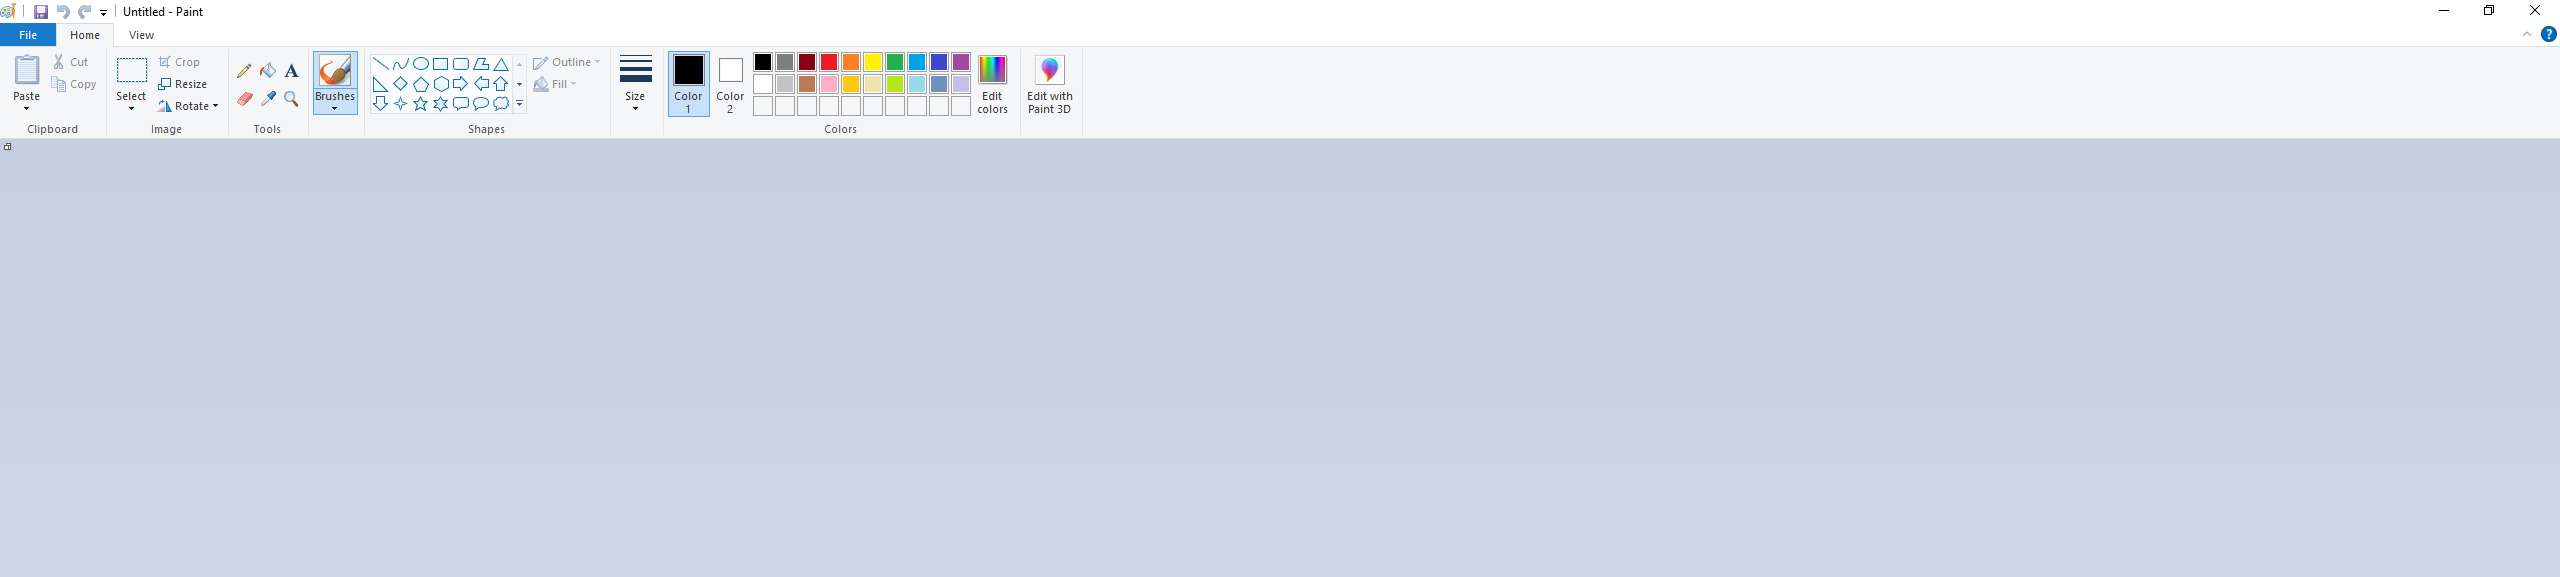 Untitled - Paint
File Home View
Paste
Cut
Copy
Clipboard
Select
Crop
Resize
Rotate
Image
A
Tools
Brushes
Outline
Fill
Shapes
Size
Color 1
Color 2
Edit colors
Colors
Edit with Paint 3D
?